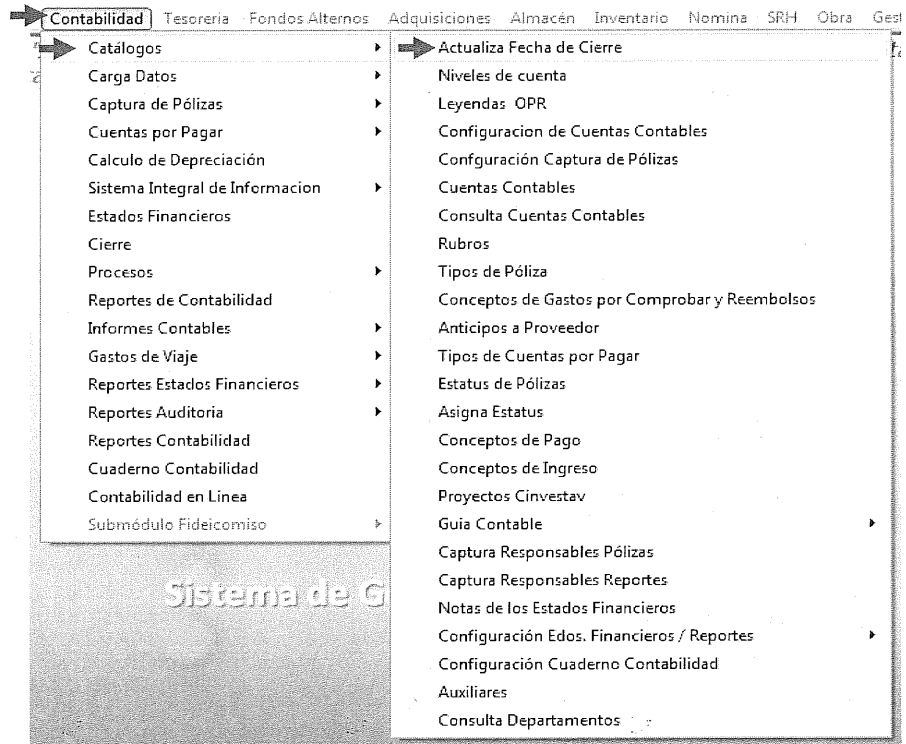 Contabilidad Tesoreria Fondos Alternos Adquisiciones Almacén Inventario Nomina SRH Obra Gest
Catálogos
Carga Datos
Captura de Pólizas
Cuentas por Pagar
Calculo de Depreciación
Sistema Integral de Informacion
Estados Financieros
Cierre
Procesos
Reportes de Contabilidad
Informes Contables
Gastos de Viaje
Reportes Estados Financieros
Reportes Auditoria
Reportes Contabilidad
Cuaderno Contabilidad
Contabilidad en Linea
Submódulo Fideicomiso
Actualiza Fecha de Cierre
Niveles de cuenta
Leyendas OPR
Configuracion de Cuentas Contables
Confguración Captura de Pólizas
Cuentas Contables
Consulta Cuentas Contables
Rubros
Tipos de Póliza
Conceptos de Gastos por Comprobar y Reembolsos
Anticipos a Proveedor
Tipos de Cuentas por Pagar
Estatus de Pólizas
Asigna Estatus
Conceptos de Pago
Conceptos de Ingreso
Proyectos Cinvestav
Guia Contable
Captura Responsables Pólizas
Captura Responsables Reportes
Notas de los Estados Financieros
Configuración Edos. Financieros / Reportes
Configuración Cuaderno Contabilidad
Auxiliares
Consulta Departamentos
Sistema de G